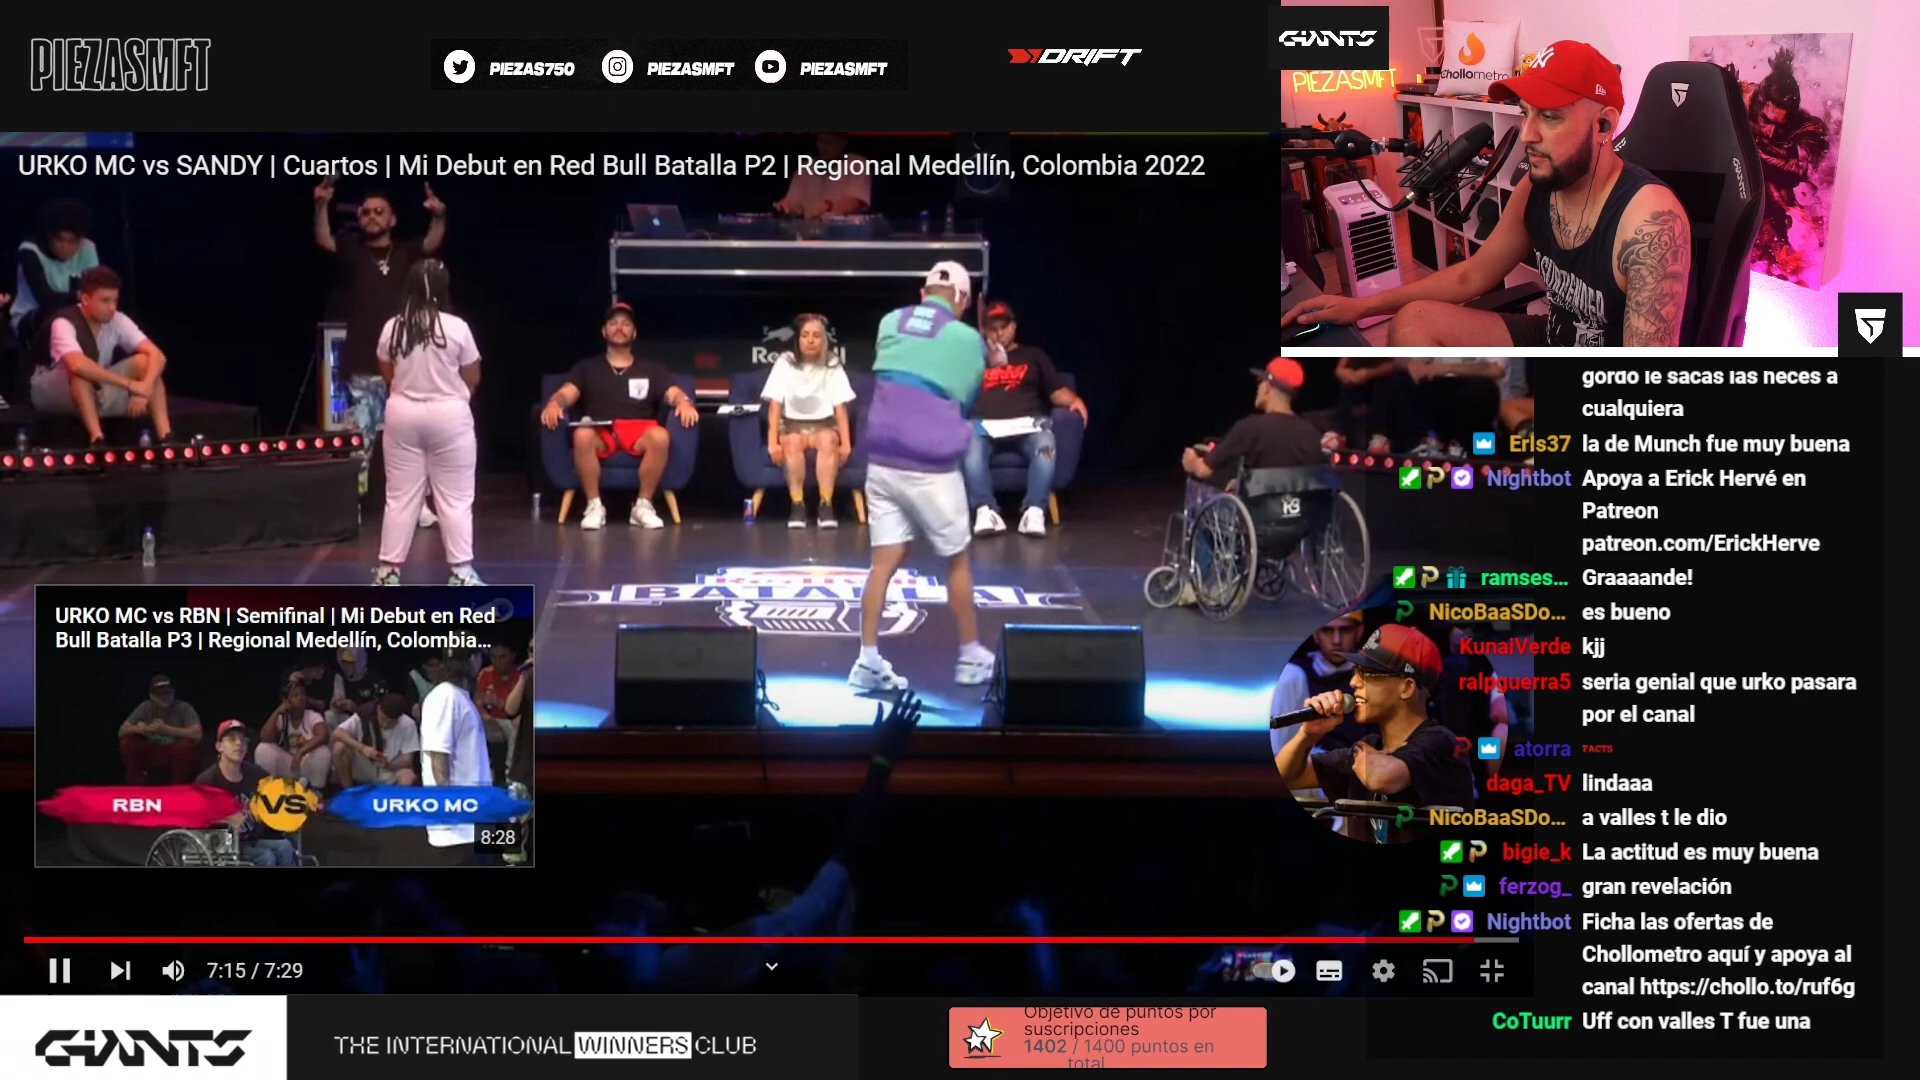 PIEZASMFT
PIEZAS750
PIEZASMFT
PIEZASMFT
DRIFT
GIANTS
PIEZASMFT
chollometro
URKO MC vs SANDY | Cuartos | Mi Debut en Red Bull Batalla P2 | Regional Medellín, Colombia 2022
BATALLA
URKO MC vs RBN | Semifinal | Mi Debut en Red
Bull Batalla P3 | Regional Medellín, Colombia...
RBN
VS
URKO MC
8:28
7:15 / 7:29
gordo le sacas las heces a
cualquiera
Erls37 la de Munch fue muy buena
Nightbot Apoya a Erick Hervé en
Patreon
patreon.com/ErickHerve
ramses... Graaaande!
NicoBaaSDo... es bueno
KunaiVerde kjj
ralpguerra5 seria genial que urko pasara
por el canal
atorra FACTS
daga_TV lindaaa
NicoBaaSDo... a valles t le dio
bigie_k La actitud es muy buena
ferzog_ gran revelación
Nightbot Ficha las ofertas de
Chollometro aquí y apoya al
canal https://chollo.to/ruf6g
CoTuurr Uff con valles T fue una
GIANTS
THE INTERNATIONAL WINNERS CLUB
Objetivo de puntos por
suscripciones
1402 / 1400 puntos en
total